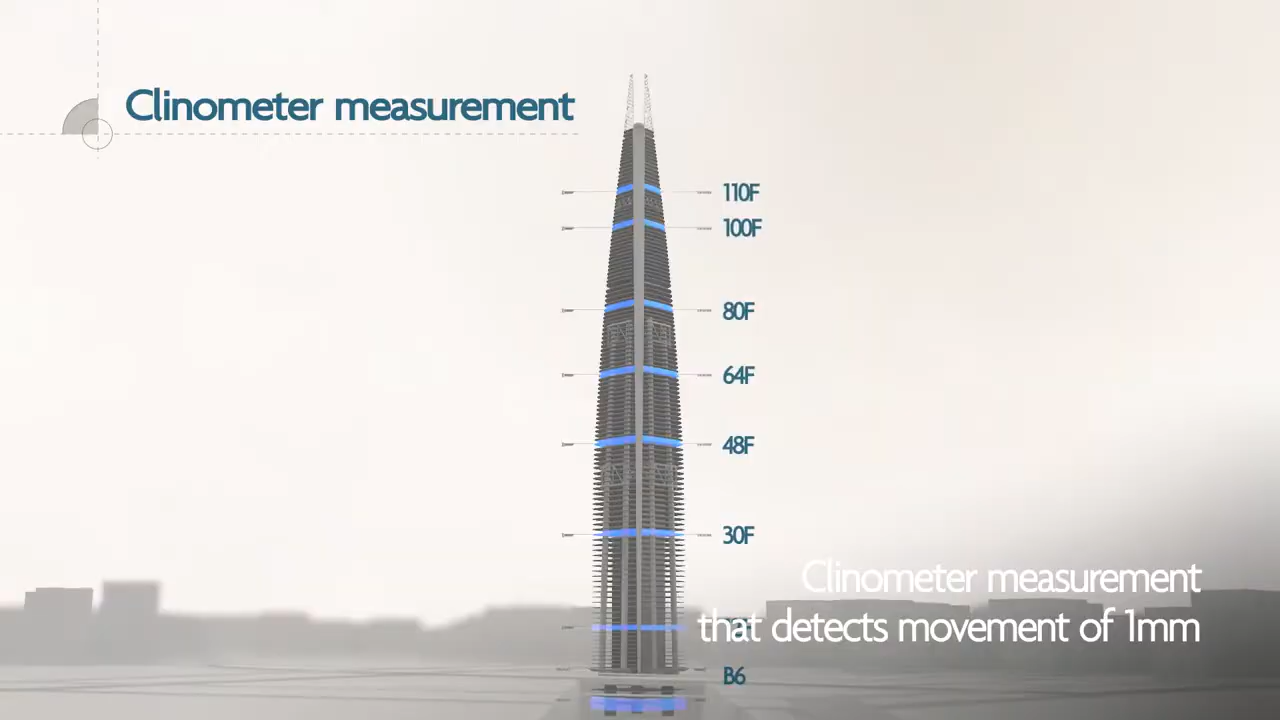 Clinometer measurement
110F
100F
80F
64F
48F
30F
Clinometer measurement
that detects movement of 1mm
B6